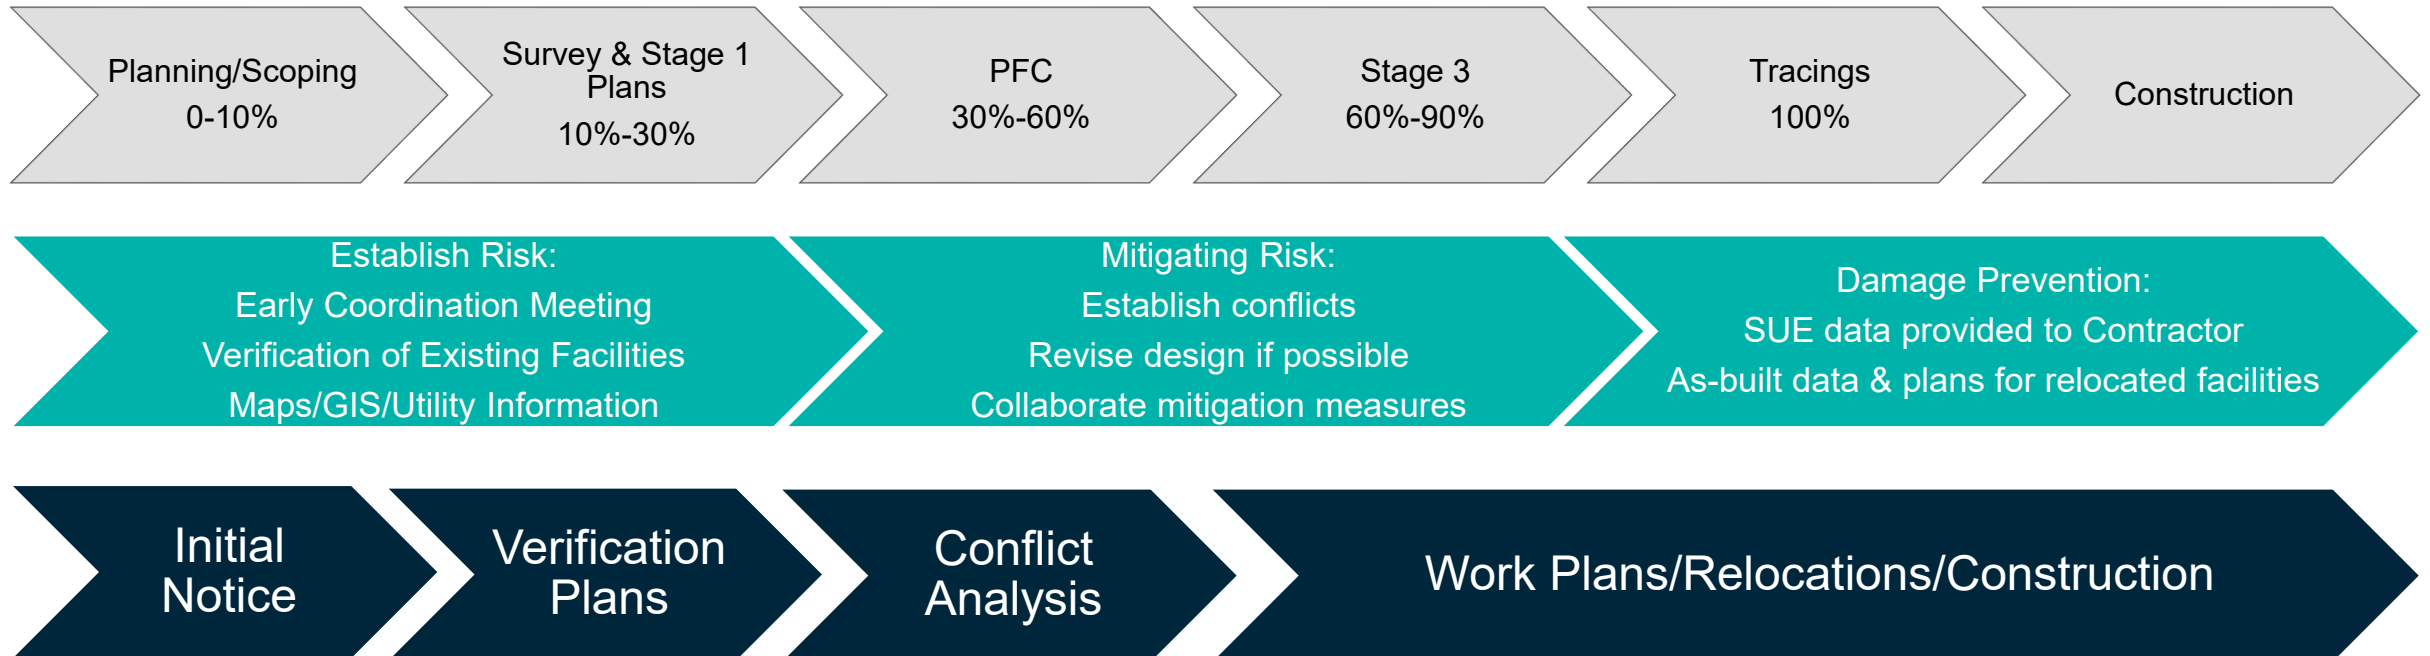 Planning/Scoping
0-10%
Survey & Stage 1
Plans
10%-30%
PFC
30%-60%
Stage 3
60%-90%
Tracings
100%
Construction
Establish Risk:
Early Coordination Meeting
Verification of Existing Facilities
Maps/GIS/Utility Information
Mitigating Risk:
Establish conflicts
Revise design if possible
Collaborate mitigation measures
Damage Prevention:
SUE data provided to Contractor
As-built data & plans for relocated facilities
Initial
Notice
Verification
Plans
Conflict
Analysis
Work Plans/Relocations/Construction